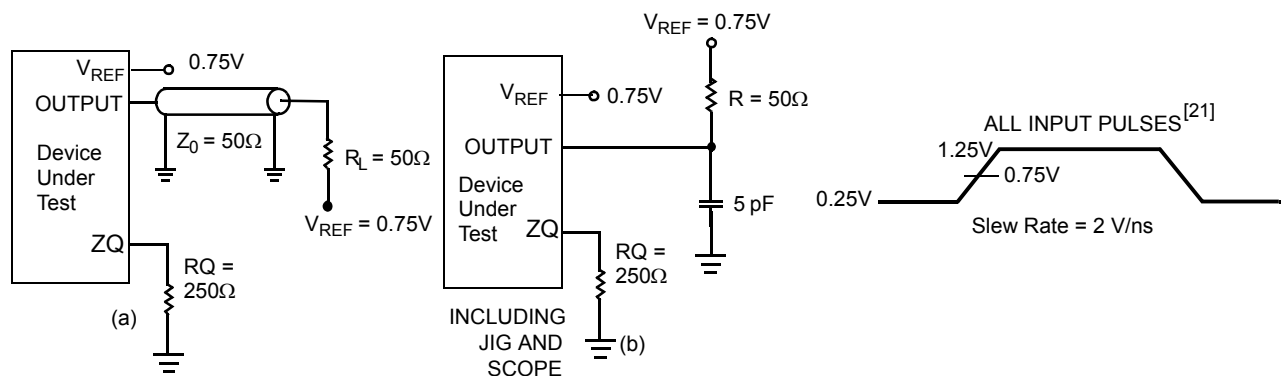 VREF
0.75V
OUTPUT
Z0 = 50Ω
Device
Under
Test
RL = 50Ω
VREF = 0.75V
ZQ
RQ =
250Ω
(a)
VREF = 0.75V
VREF
0.75V
R = 50Ω
OUTPUT
Device
Under
Test
5 pF
ZQ
RQ =
250Ω
INCLUDING
JIG AND
SCOPE
(b)
ALL INPUT PULSES[21]
1.25V
0.75V
0.25V
Slew Rate = 2 V/ns